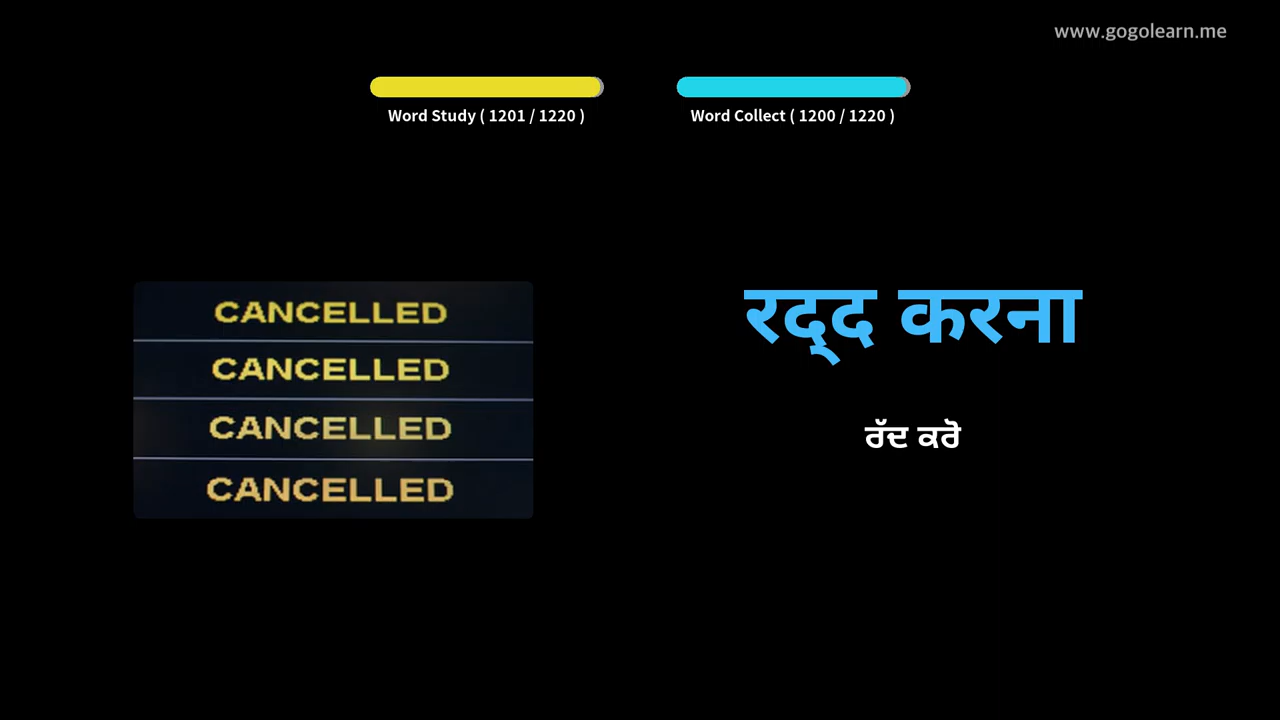 www.gogolearn.me
Word Study ( 1201 / 1220 )
Word Collect ( 1200 / 1220 )
CANCELLED
CANCELLED
CANCELLED
CANCELLED
रद्द करना
ਰੱਦ ਕਰੋ